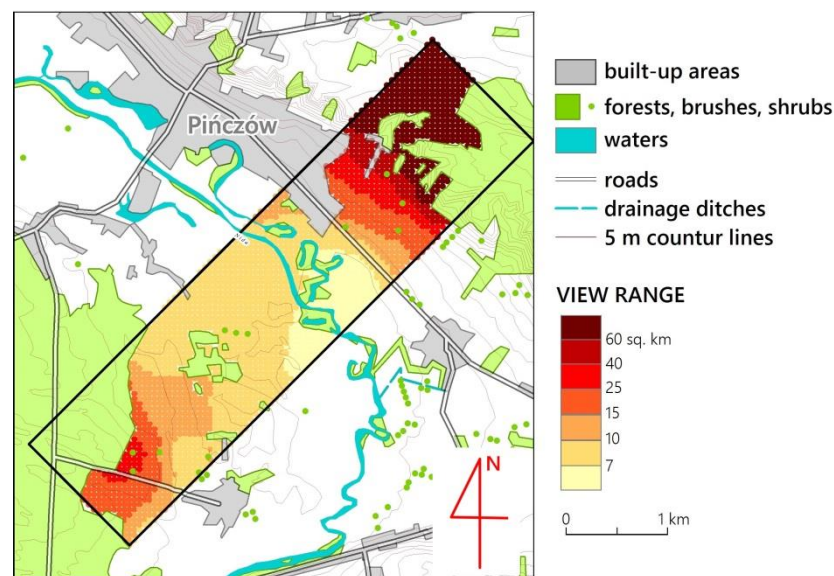 Pińczów
Nida
N
built-up areas
forests, brushes, shrubs
waters
roads
drainage ditches
5 m countur lines
VIEW RANGE
60 sq. km
40
25
15
10
7
0 1 km